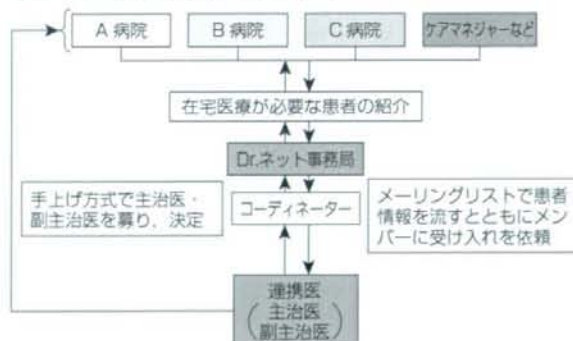 A 病院
B 病院
C 病院
ケアマネジャーなど
在宅医療が必要な患者の紹介
Dr.ネット事務局
手上げ方式で主治医・
副主治医を募り、決定
コーディネーター
メーリングリストで患者
情報を流すとともにメン
バーに受け入れを依頼
連携医
(主治医
副主治医)